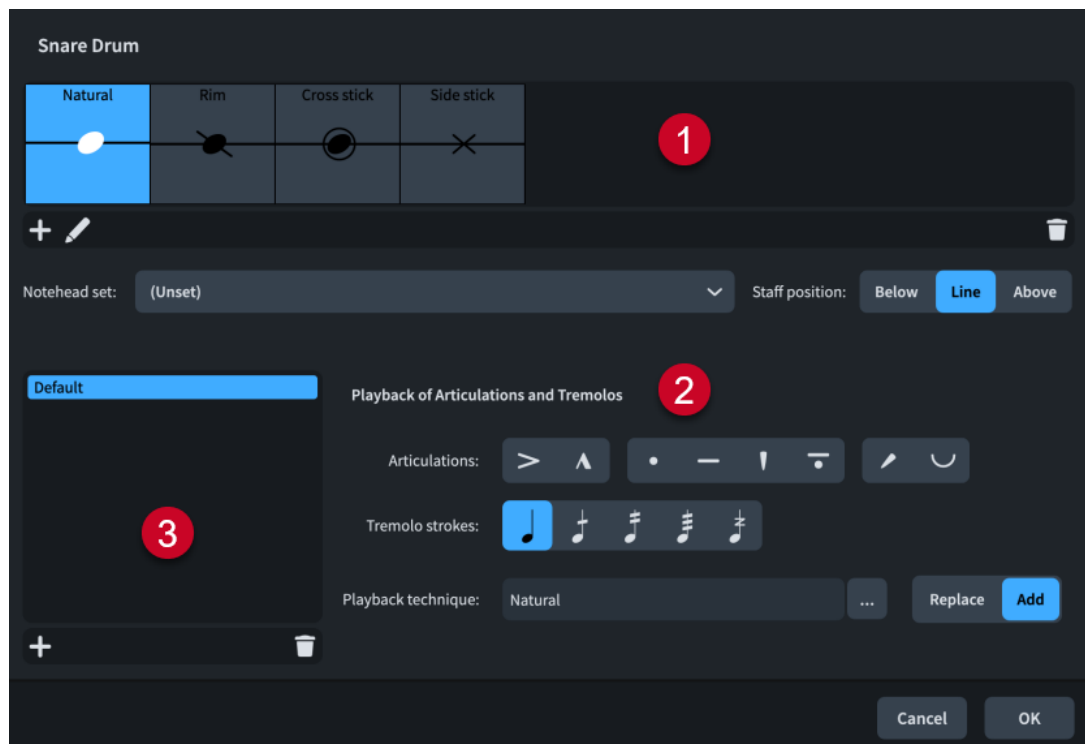 Snare Drum
Natural Rim Cross stick Side stick
1
Notehead set: (Unset) Staff position: Below Line Above
Default
Playback of Articulations and Tremolos 2
Articulations:
3
Tremolo strokes:
Playback technique: Natural ... Replace Add
Cancel OK